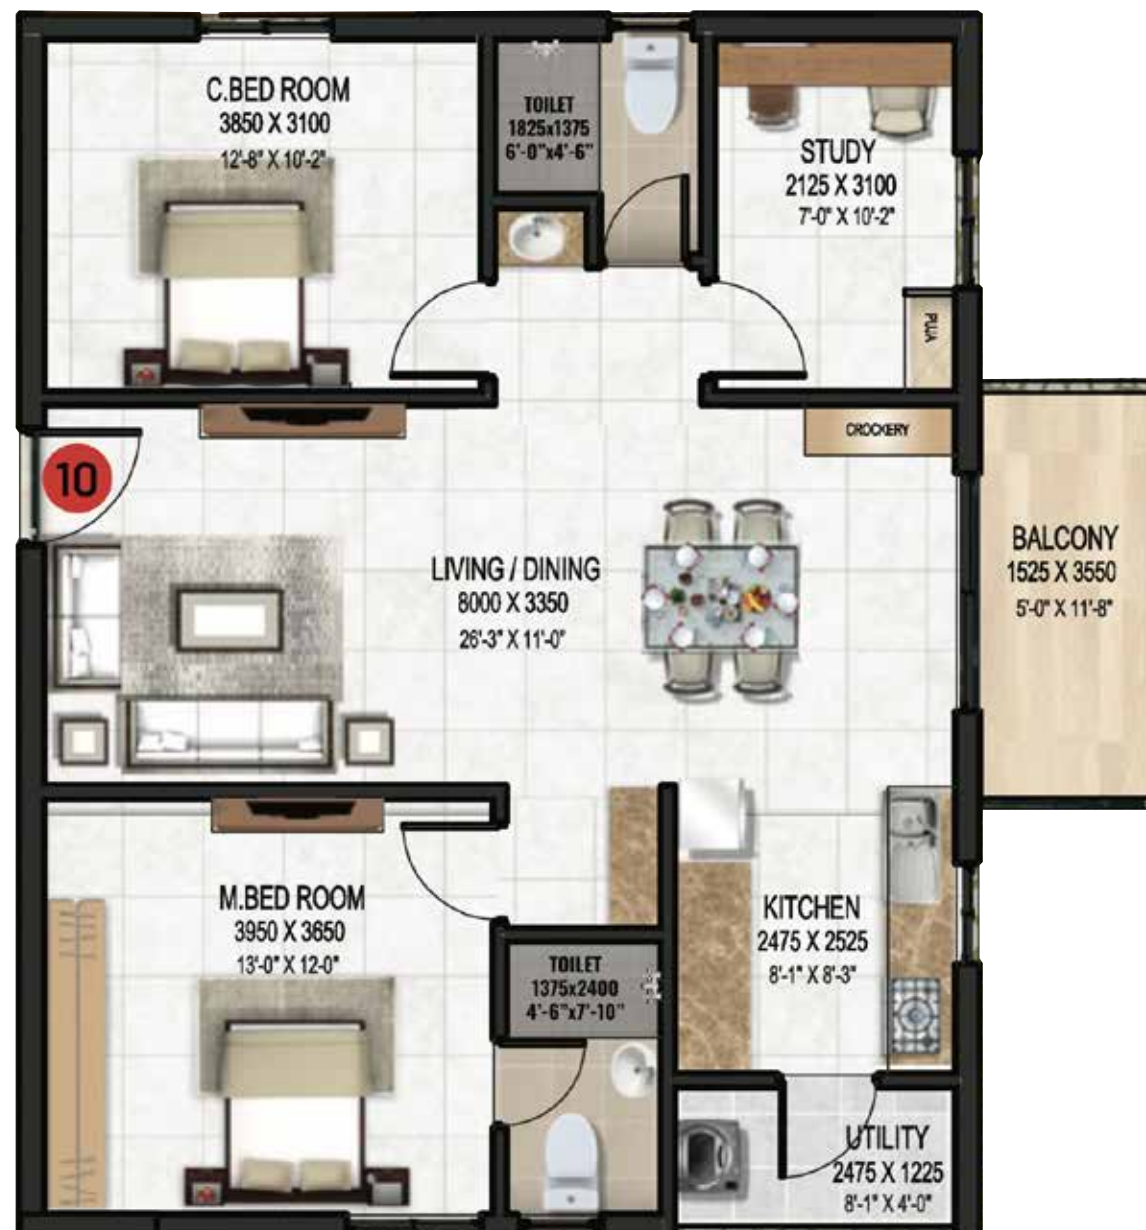 C.BED ROOM
3850 X 3100
12'-8" X 10'-2"
TOILET
1825x1375
6'-0"x4'-6"
STUDY
2125 X 3100
7'-0" X 10'-2"
PUJA
CROCKERY
10
LIVING / DINING
8000 X 3350
26'-3" X 11'-0"
BALCONY
1525 X 3550
5'-0" X 11'-8"
M.BED ROOM
3950 X 3650
13'-0" X 12'-0"
TOILET
1375x2400
4'-6"x7'-10"
KITCHEN
2475 X 2525
8'-1" X 8'-3"
UTILITY
2475 X 1225
8'-1" X 4'-0"